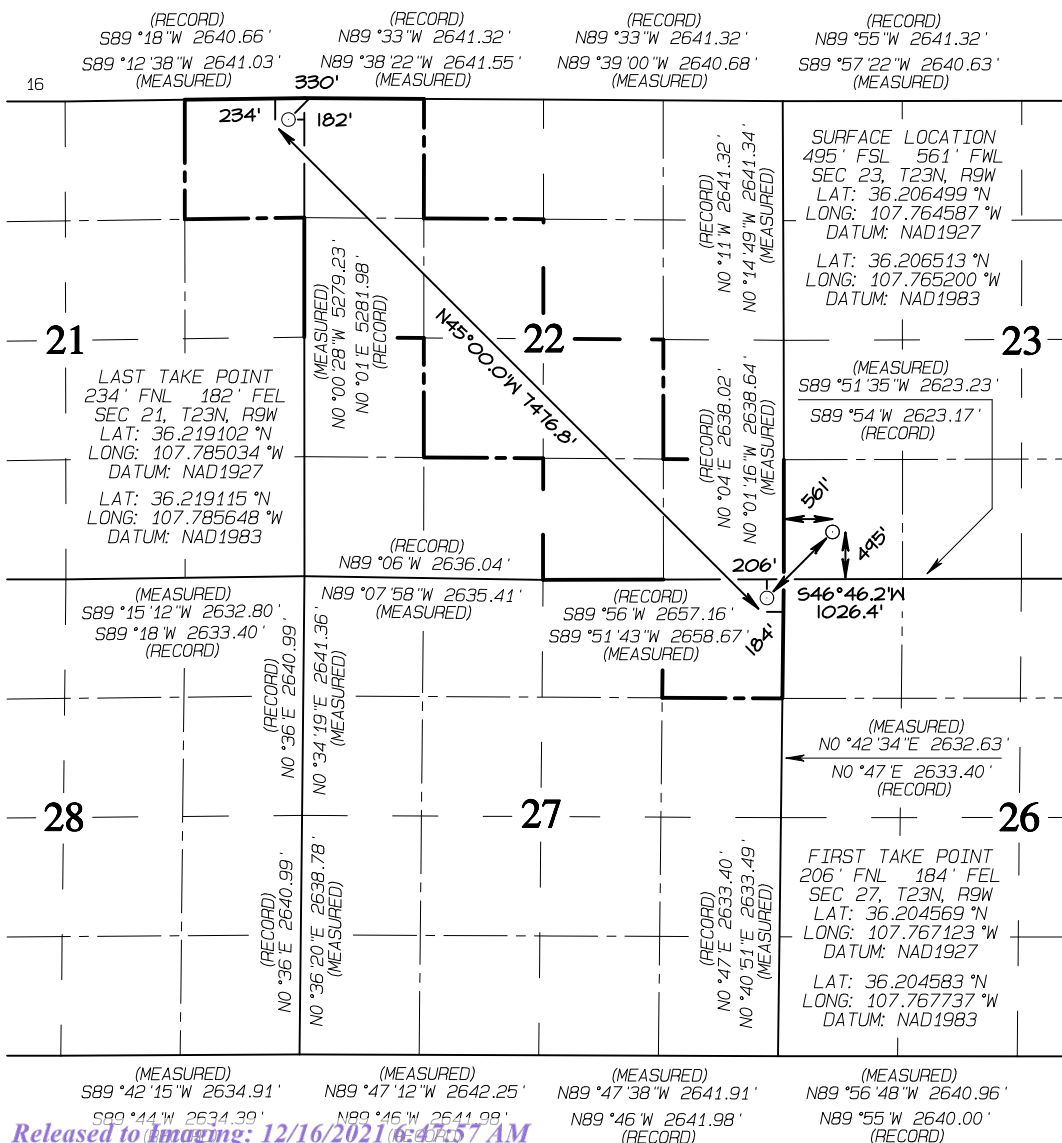 (RECORD)
S89°18'W 2640.66'
S89°12'38"W 2641.03'
(MEASURED)
(RECORD)
N89°33'W 2641.32'
N89°38'22"W 2641.55'
(MEASURED)
(RECORD)
N89°33'W 2641.32'
N89°39'00"W 2640.68'
(MEASURED)
(RECORD)
N89°55'W 2641.32'
S89°57'22"W 2640.63'
(MEASURED)
16
330'
234'
182'
(RECORD)
N0°11'W 2641.32'
N0°14'49"W 2641.34'
(MEASURED)
SURFACE LOCATION
495' FSL 561' FWL
SEC 23, T23N, R9W
LAT: 36.206499 °N
LONG: 107.764587 °W
DATUM: NAD1927
LAT: 36.206513 °N
LONG: 107.765200 °W
DATUM: NAD1983
(MEASURED)
N0°00'28"W 5279.23'
N0°01'E 5281.98'
(RECORD)
N45°00.0'W 7476.8'
21
22
23
LAST TAKE POINT
234' FNL 182' FEL
SEC 21, T23N, R9W
LAT: 36.219102 °N
LONG: 107.785034 °W
DATUM: NAD1927
LAT: 36.219115 °N
LONG: 107.785648 °W
DATUM: NAD1983
(MEASURED)
S89°51'35"W 2623.23'
S89°54'W 2623.17'
(RECORD)
(RECORD)
N0°04'E 2638.02'
N0°01'16"W 2638.64'
(MEASURED)
561'
495'
(RECORD)
N89°06'W 2636.04'
N89°07'58"W 2635.41'
(MEASURED)
206'
184'
S46°46.2'W
1026.4'
(MEASURED)
S89°15'12"W 2632.80'
S89°18'W 2633.40'
(RECORD)
(RECORD)
S89°56'W 2657.16'
S89°51'43"W 2658.67'
(MEASURED)
(RECORD)
N0°36'E 2640.99'
N0°34'19"E 2641.36'
(MEASURED)
(MEASURED)
N0°42'34"E 2632.63'
N0°47'E 2633.40'
(RECORD)
28
27
26
(RECORD)
N0°36'E 2640.99'
N0°36'20"E 2638.78'
(MEASURED)
(RECORD)
N0°47'E 2633.40'
N0°40'51"E 2633.49'
(MEASURED)
FIRST TAKE POINT
206' FNL 184' FEL
SEC 27, T23N, R9W
LAT: 36.204569 °N
LONG: 107.767123 °W
DATUM: NAD1927
LAT: 36.204583 °N
LONG: 107.767737 °W
DATUM: NAD1983
(MEASURED)
S89°42'15"W 2634.91'
S89°44'W 2634.39'
(RECORD)
(MEASURED)
N89°47'12"W 2642.25'
N89°46'W 2641.98'
(RECORD)
(MEASURED)
N89°47'38"W 2641.91'
N89°46'W 2641.98'
(RECORD)
(MEASURED)
N89°56'48"W 2640.96'
N89°55'W 2640.00'
(RECORD)
Released to Imaging: 12/16/2021 6:47:57 AM